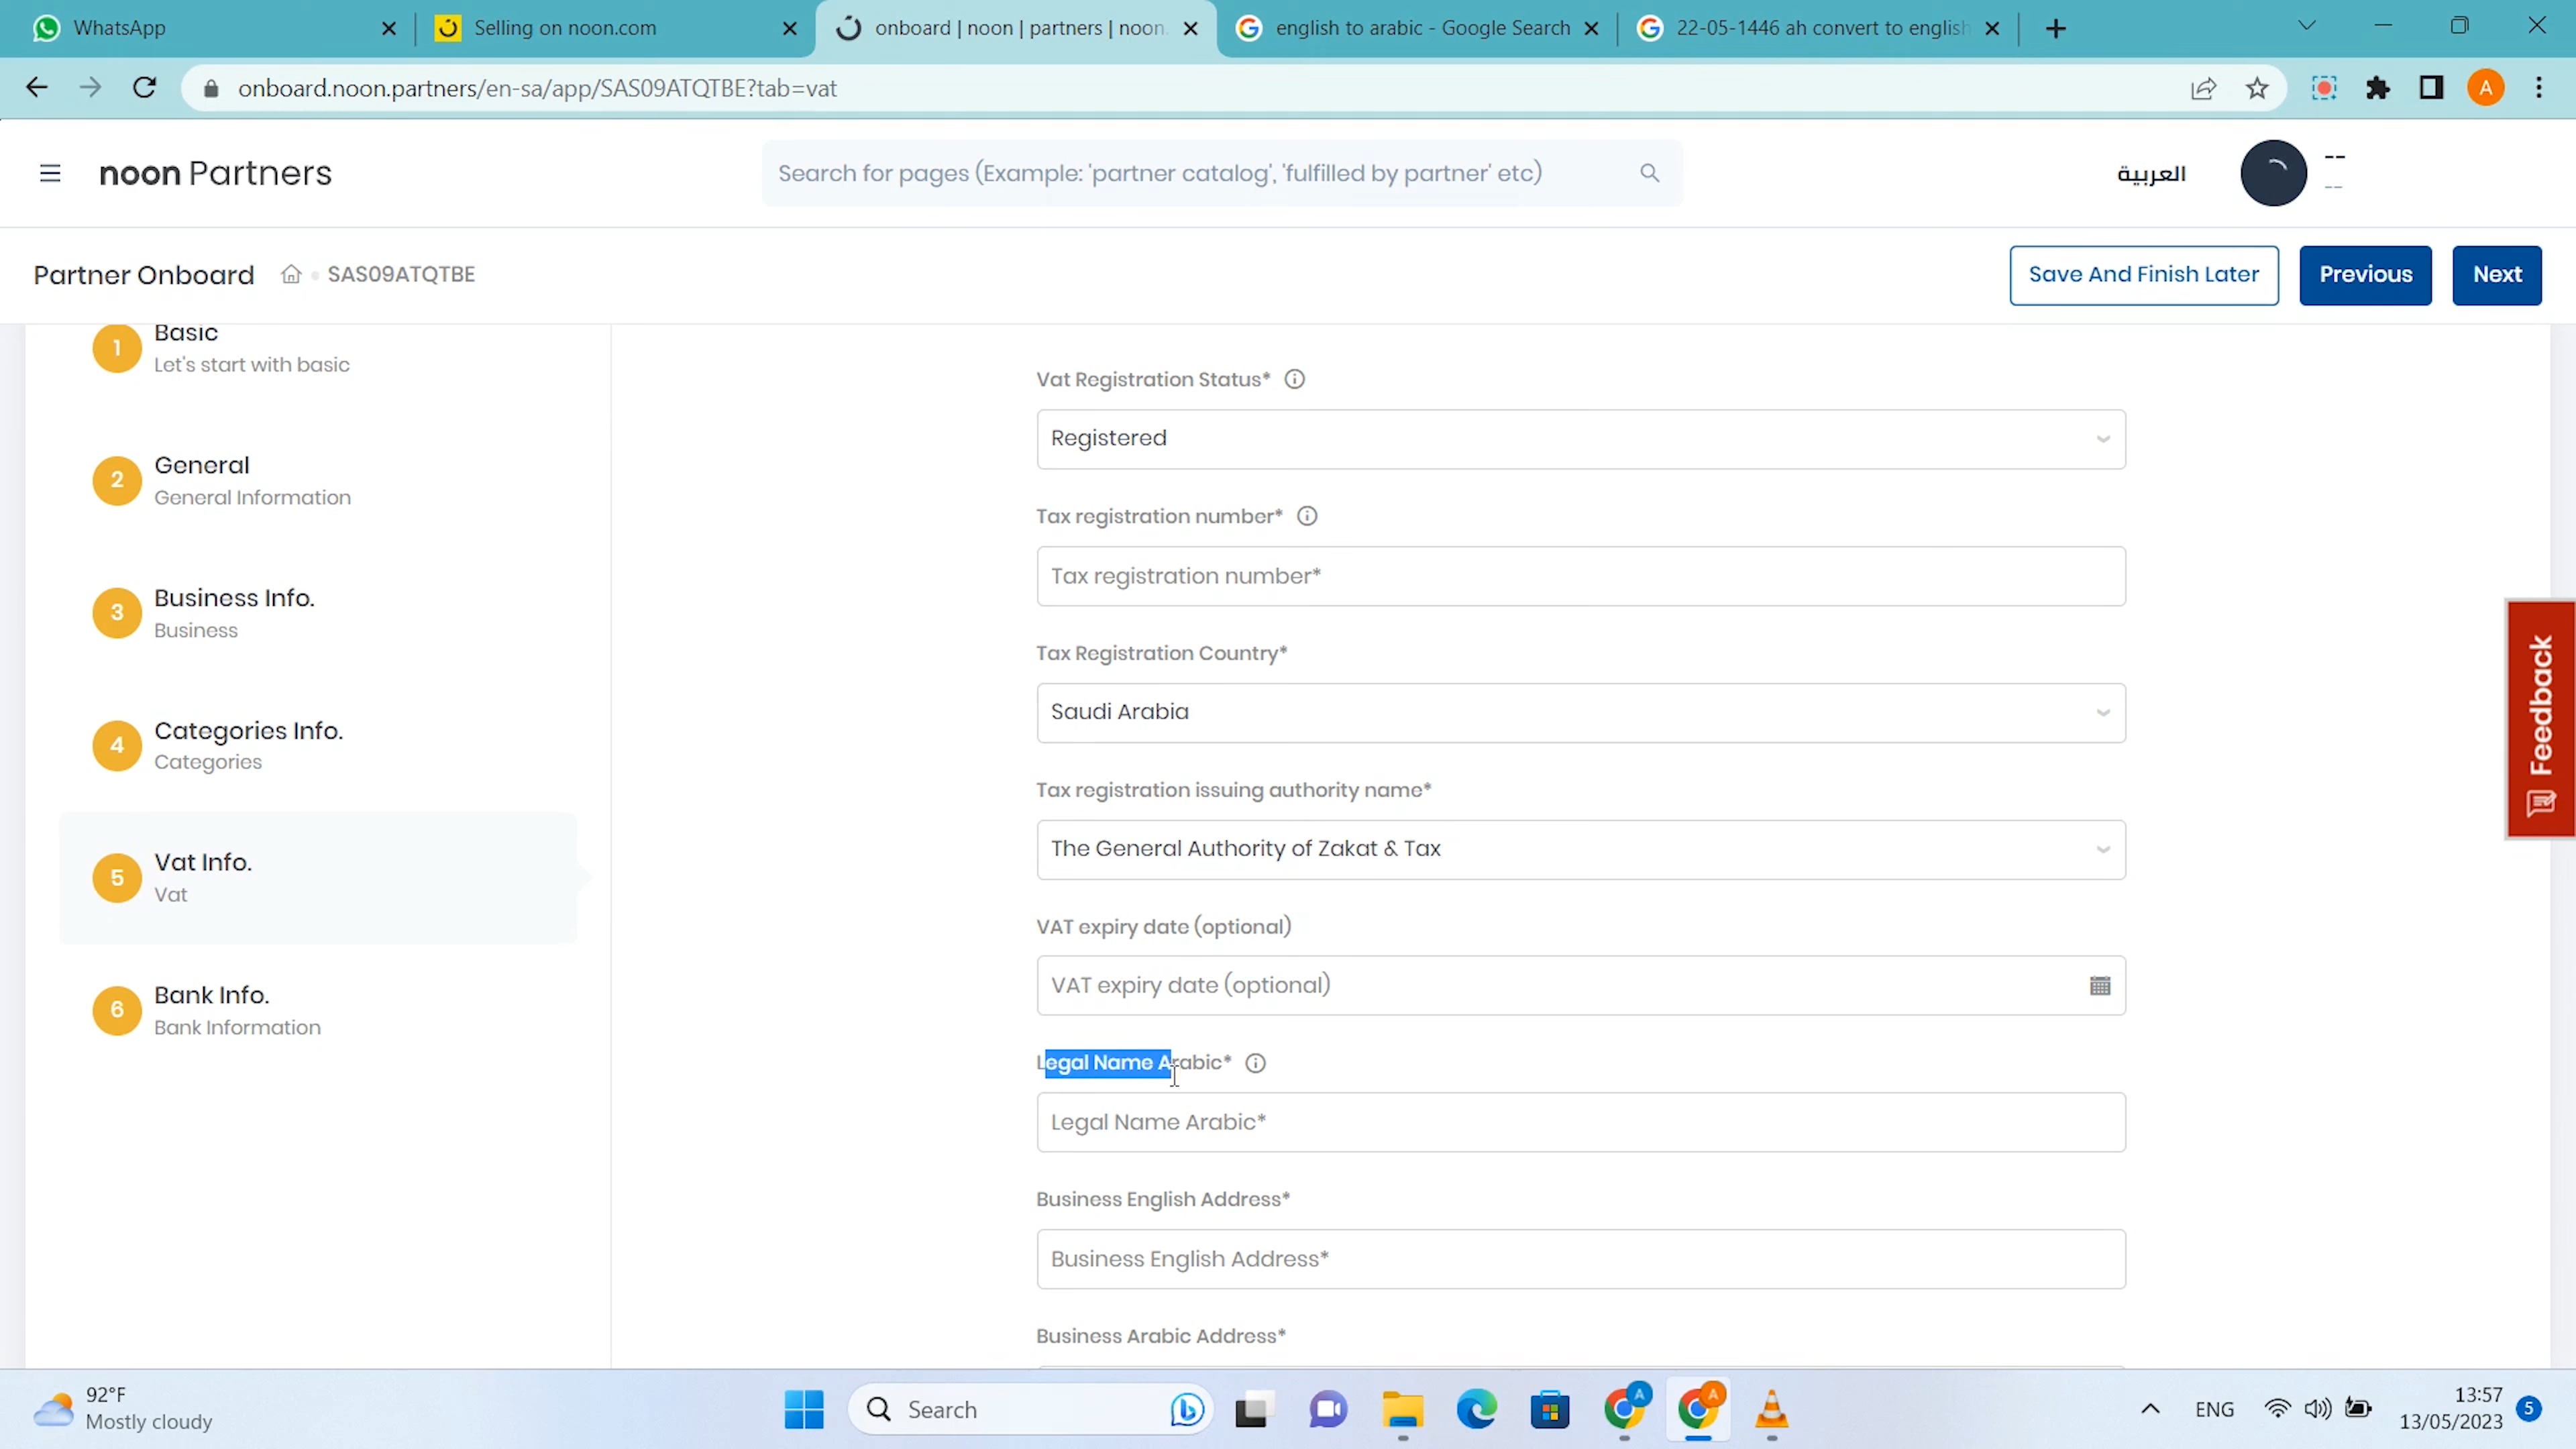 WhatsApp
Selling on noon.com
onboard | noon | partners | noon.
english to arabic - Google Search
22-05-1446 ah convert to english
onboard.noon.partners/en-sa/app/SAS09ATQTBE?tab=vat
A
noon Partners
Search for pages (Example: 'partner catalog', 'fulfilled by partner' etc)
العربية
--
--
Partner Onboard
SAS09ATQTBE
Save And Finish Later
Previous
Next
1
Basic
Let's start with basic
2
General
General Information
3
Business Info.
Business
4
Categories Info.
Categories
5
Vat Info.
Vat
6
Bank Info.
Bank Information
Vat Registration Status*
Registered
Tax registration number*
Tax registration number*
Tax Registration Country*
Saudi Arabia
Tax registration issuing authority name*
The General Authority of Zakat & Tax
VAT expiry date (optional)
VAT expiry date (optional)
Legal Name Arabic*
Legal Name Arabic*
Business English Address*
Business English Address*
Business Arabic Address*
Feedback
92°F
Mostly cloudy
Search
A
A
ENG
13:57
13/05/2023
5